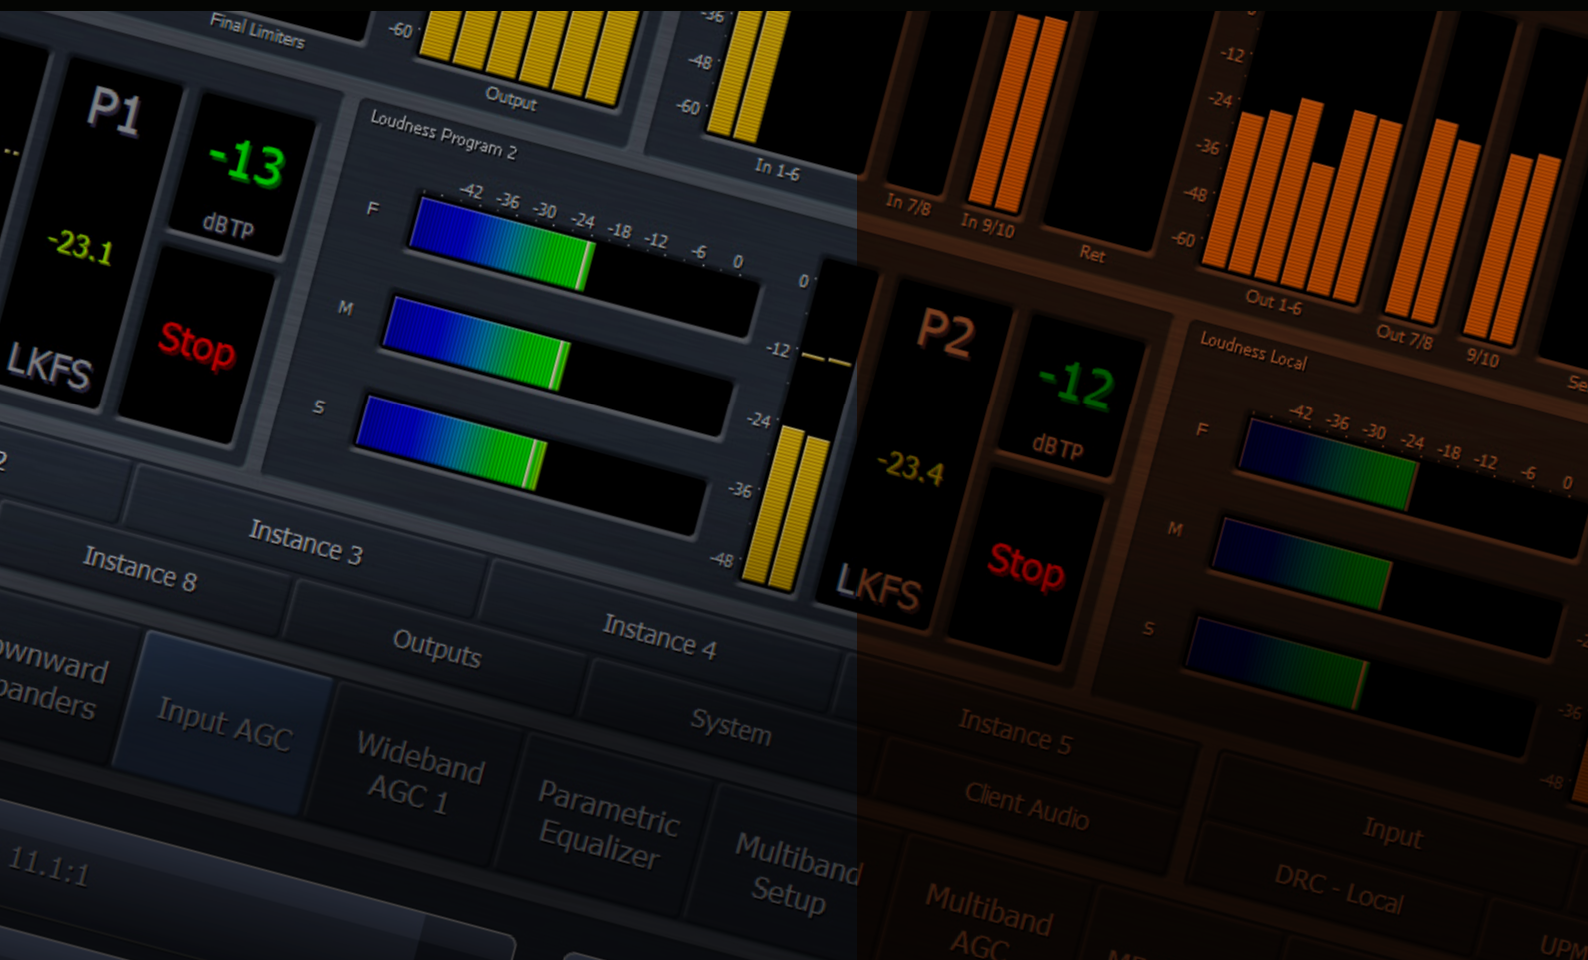 -60
Final Limiters
Output
-36
-48
-60
In 1-6
In 7/8
In 9/10
Ret
-12
-24
-36
-48
-60
Out 1-6
Out 7/8
9/10
P1
-23.1
LKFS
-13
dBTP
Stop
Loudness Program 2
-42 -36 -30 -24 -18 -12 -6 0
F
M
S
0
-12
-24
-36
-48
P2
-23.4
LKFS
-12
dBTP
Stop
Loudness Local
-42 -36 -30 -24 -18 -12 -6 0
F
M
S
-36
-48
2
Instance 3
Instance 4
Instance 5
Input
Instance 8
Outputs
System
Client Audio
DRC - Local
Input AGC
Wideband
AGC 1
Parametric
Equalizer
Multiband
Setup
Multiband
AGC
11.1:1